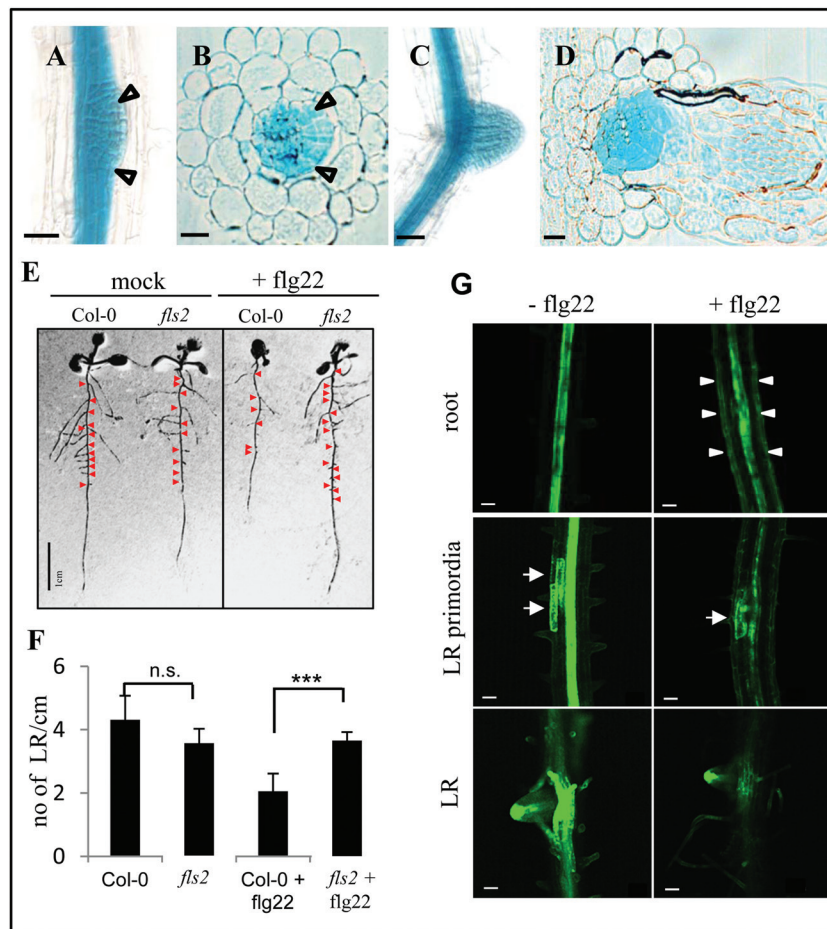 A
B
C
D
E
mock
+ flg22
Col-0
fls2
Col-0
fls2
1cm
F
no of LR/cm
6
4
2
0
n.s.
***
Col-0
fls2
Col-0 +
flg22
fls2 +
flg22
G
- flg22
+ flg22
root
LR primordia
LR